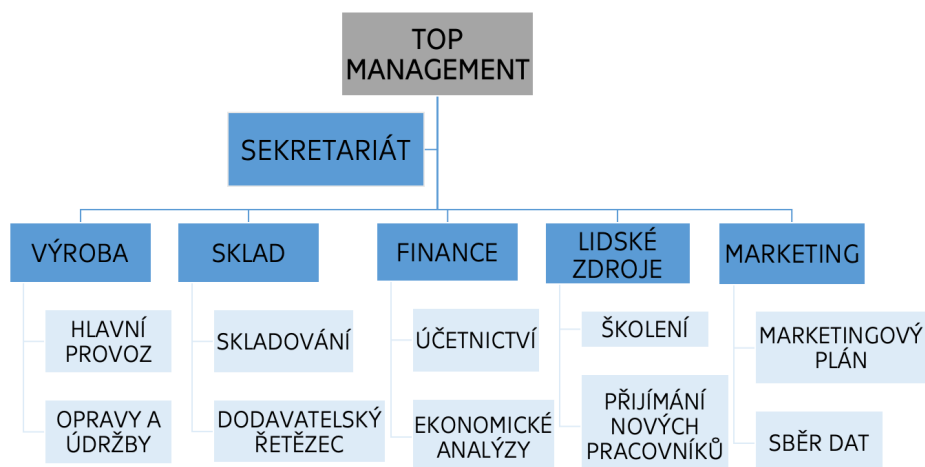 TOP
MANAGEMENT
SEKRETARIÁT
VÝROBA
SKLAD
FINANCE
LIDSKÉ
ZDROJE
MARKETING
HLAVNÍ
PROVOZ
OPRAVY A
ÚDRŽBY
SKLADOVÁNÍ
DODAVATELSKÝ
ŘETĚZEC
ÚČETNICTVÍ
EKONOMICKÉ
ANALÝZY
ŠKOLENÍ
PŘIJÍMÁNÍ
NOVÝCH
PRACOVNÍKŮ
MARKETINGOVÝ
PLÁN
SBĚR DAT